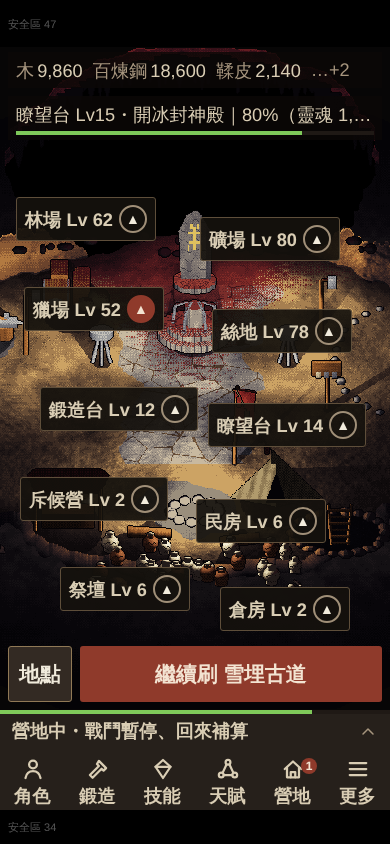 安全區 47
木 9,860 百煉鋼 18,600 鞣皮 2,140 …+2
瞭望台 Lv15・開冰封神殿｜80%（靈魂 1,…
林場 Lv 62 ▲
礦場 Lv 80 ▲
獵場 Lv 52 ▲
絲地 Lv 78 ▲
鍛造台 Lv 12 ▲
瞭望台 Lv 14 ▲
斥候營 Lv 2 ▲
民房 Lv 6 ▲
祭壇 Lv 6 ▲
倉房 Lv 2 ▲
地點
繼續刷 雪埋古道
營地中・戰鬥暫停、回來補算
1
角色 鍛造 技能 天賦 營地 更多
安全區 34